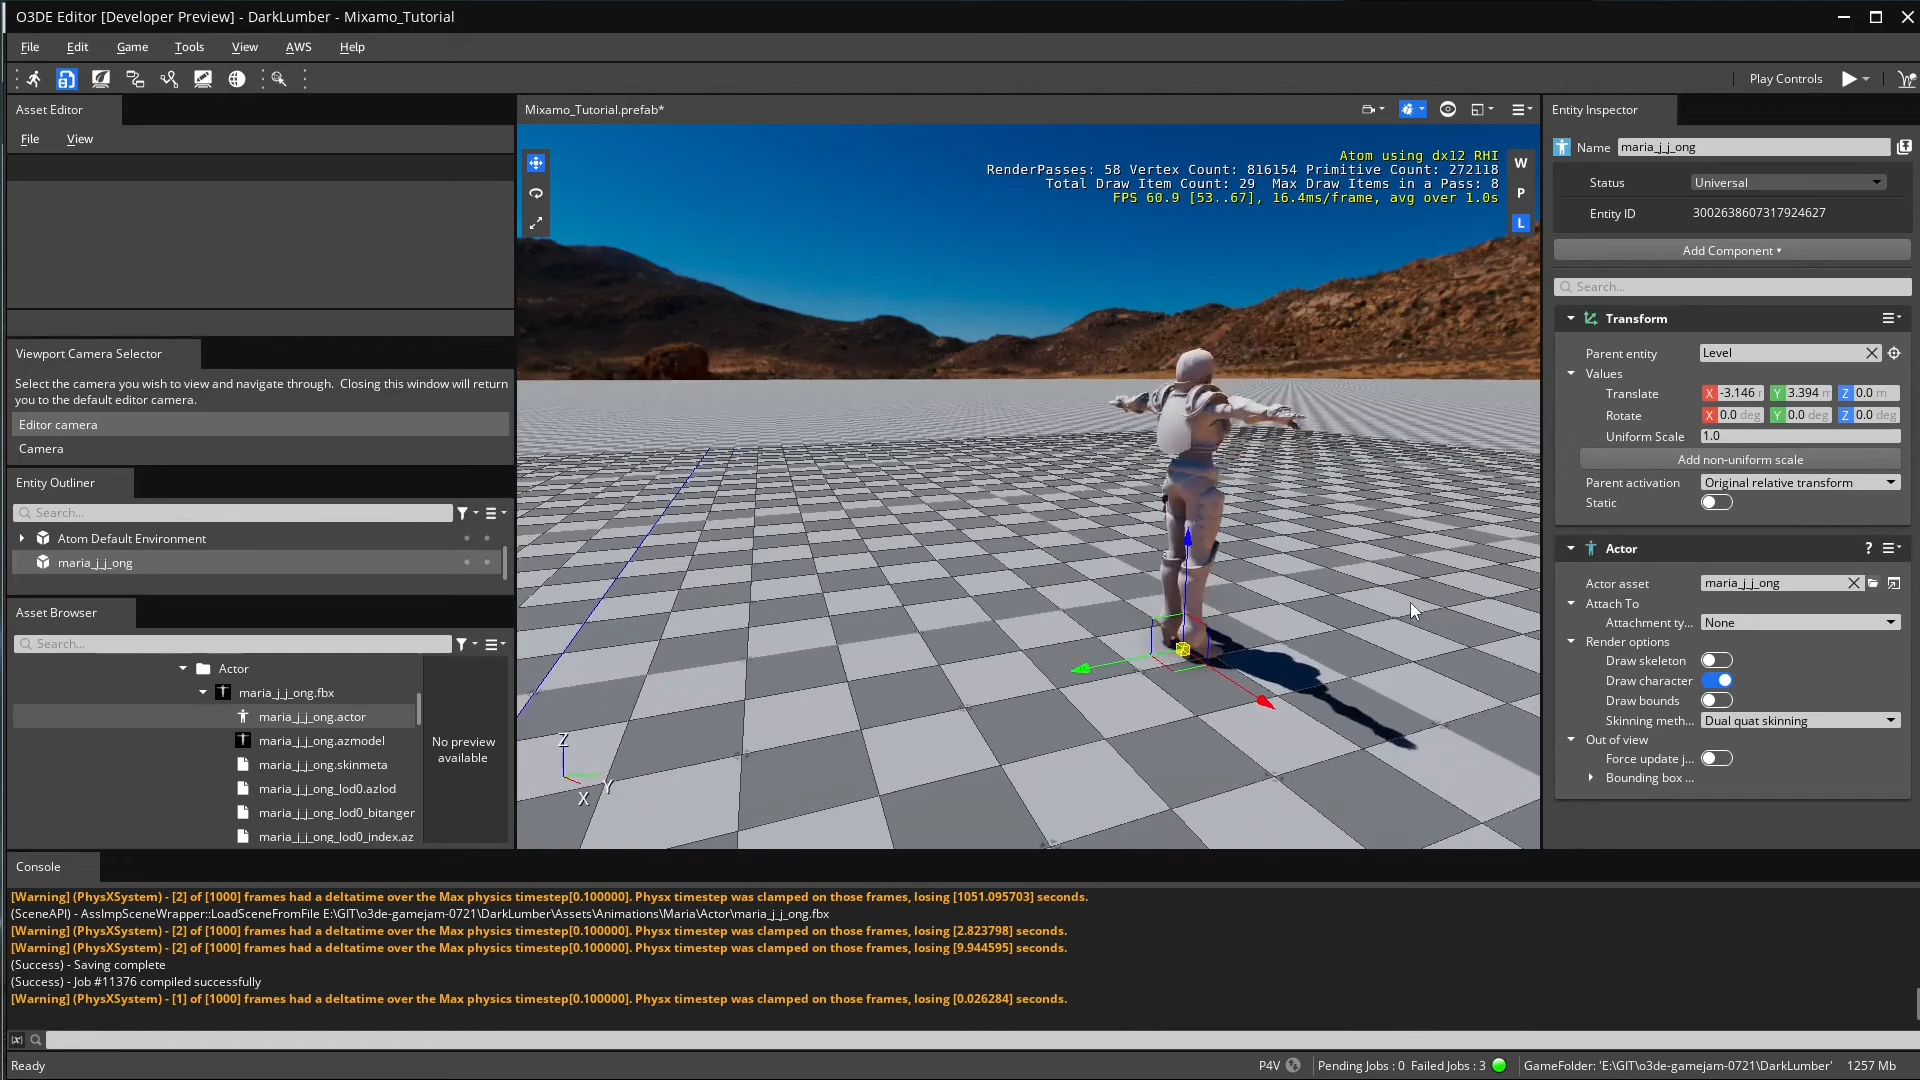 O3DE Editor [Developer Preview] - DarkLumber - Mixamo_Tutorial
File Edit Game Tools View AWS Help
Play Controls
Asset Editor
File View
Viewport Camera Selector
Select the camera you wish to view and navigate through. Closing this window will return
you to the default editor camera.
Editor camera
Camera
Entity Outliner
Search...
Atom Default Environment
maria_j_j_ong
Asset Browser
Search...
Actor
maria_j_j_ong.fbx
maria_j_j_ong.actor
maria_j_j_ong.azmodel
maria_j_j_ong.skinmeta
maria_j_j_ong_lod0.azlod
maria_j_j_ong_lod0_bitanger
maria_j_j_ong_lod0_index.az
No preview
available
Mixamo_Tutorial.prefab*
Atom using dx12 RHI
RenderPasses: 58 Vertex Count: 816154 Primitive Count: 272118
Total Draw Item Count: 29 Max Draw Items in a Pass: 8
FPS 60.9 [53..67], 16.4ms/frame, avg over 1.0s
W
P
L
Z
Y
X
Entity Inspector
Name maria_j_j_ong
Status Universal
Entity ID 3002638607317924627
Add Component
Search...
Transform
Parent entity Level
Values
Translate X -3.146 Y 3.394 m Z 0.0 m
Rotate X 0.0 deg Y 0.0 deg Z 0.0 deg
Uniform Scale 1.0
Add non-uniform scale
Parent activation Original relative transform
Static
Actor ?
Actor asset maria_j_j_ong
Attach To
Attachment ty... None
Render options
Draw skeleton
Draw character
Draw bounds
Skinning meth... Dual quat skinning
Out of view
Force update j...
Bounding box ...
Console
[Warning] (PhysXSystem) - [2] of [1000] frames had a deltatime over the Max physics timestep[0.100000]. Physx timestep was clamped on those frames, losing [1051.095703] seconds.
(SceneAPI) - AssImpSceneWrapper::LoadSceneFromFile E:\GIT\o3de-gamejam-0721\DarkLumber\Assets\Animations\Maria\Actor\maria_j_j_ong.fbx
[Warning] (PhysXSystem) - [2] of [1000] frames had a deltatime over the Max physics timestep[0.100000]. Physx timestep was clamped on those frames, losing [2.823798] seconds.
[Warning] (PhysXSystem) - [2] of [1000] frames had a deltatime over the Max physics timestep[0.100000]. Physx timestep was clamped on those frames, losing [9.944595] seconds.
(Success) - Saving complete
(Success) - Job #11376 compiled successfully
[Warning] (PhysXSystem) - [1] of [1000] frames had a deltatime over the Max physics timestep[0.100000]. Physx timestep was clamped on those frames, losing [0.026284] seconds.
Ready P4V Pending Jobs : 0 Failed Jobs : 3 GameFolder: 'E:\GIT\o3de-gamejam-0721\DarkLumber' 1257 Mb